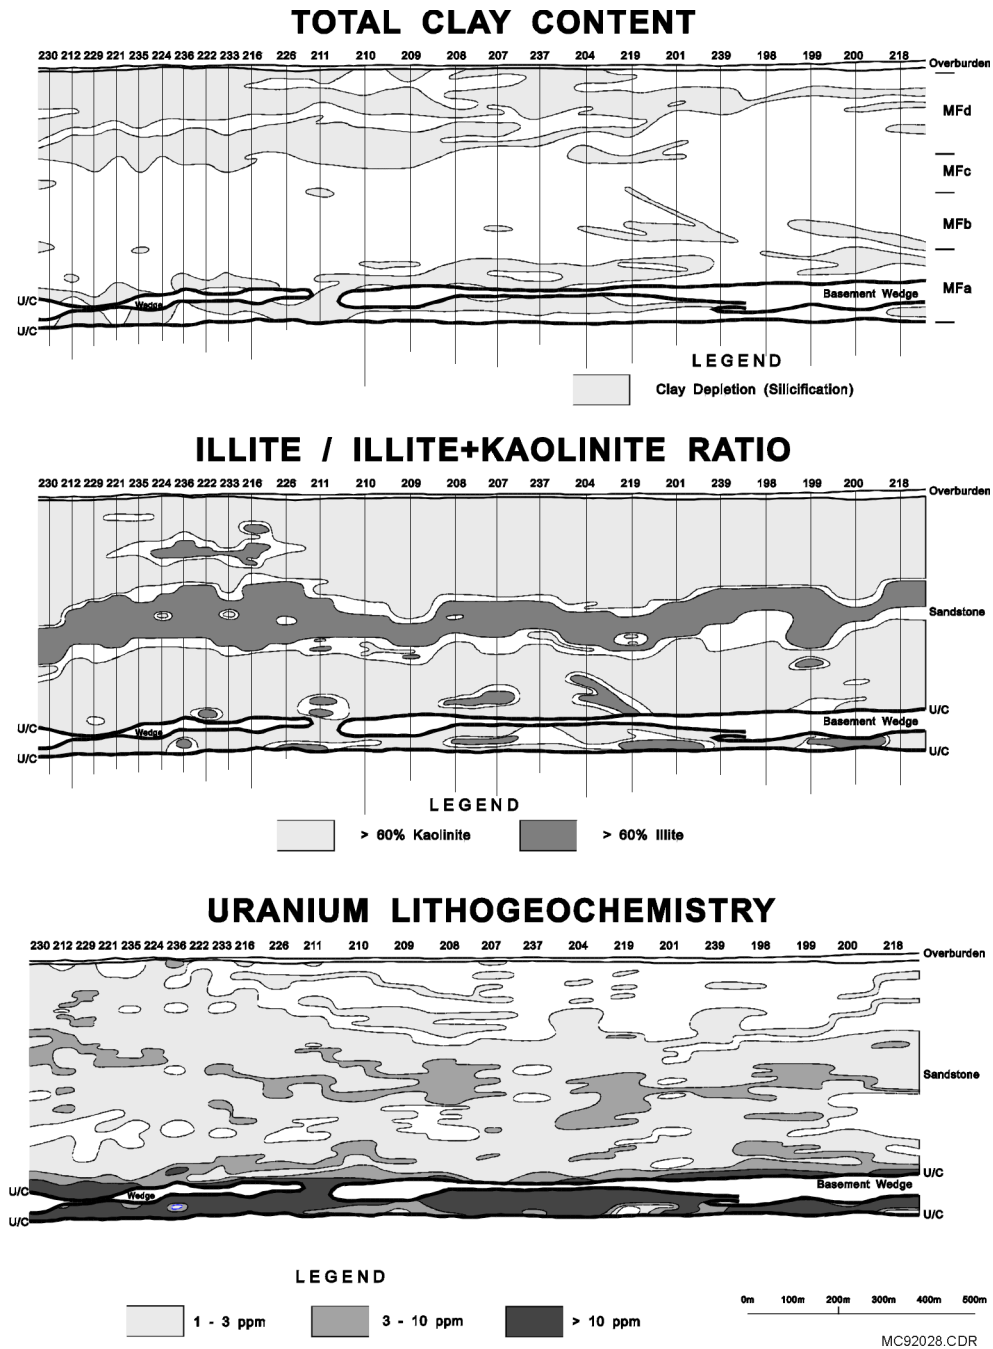 TOTAL CLAY CONTENT
230 212 229 221 235 224 236 222 233 216 226 211 210 209 208 207 237 204 219 201 239 198 199 200 218
Overburden
MFd
MFc
MFb
MFa
U/C
Wedge
Basement Wedge
U/C
LEGEND
Clay Depletion (Silicification)
ILLITE / ILLITE+KAOLINITE RATIO
230 212 229 221 235 224 236 222 233 216 226 211 210 209 208 207 237 204 219 201 239 198 199 200 218
Overburden
Sandstone
U/C
U/C
Wedge
Basement Wedge
U/C
U/C
LEGEND
> 60% Kaolinite
> 60% Illite
URANIUM LITHOGEOCHEMISTRY
230 212 229 221 235 224 236 222 233 216 226 211 210 209 208 207 237 204 219 201 239 198 199 200 218
Overburden
Sandstone
U/C
U/C
Wedge
Basement Wedge
U/C
U/C
LEGEND
1 - 3 ppm
3 - 10 ppm
> 10 ppm
0m 100m 200m 300m 400m 500m
MC92028.CDR